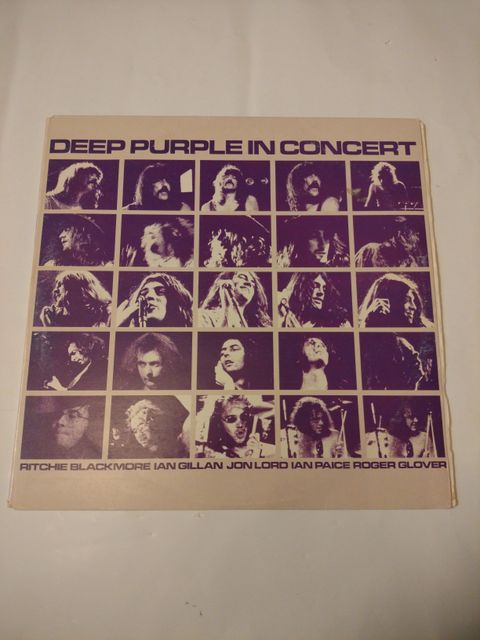 DEEP PURPLE IN CONCERT
RITCHIE BLACKMORE IAN GILLAN JON LORD IAN PAICE ROGER GLOVER